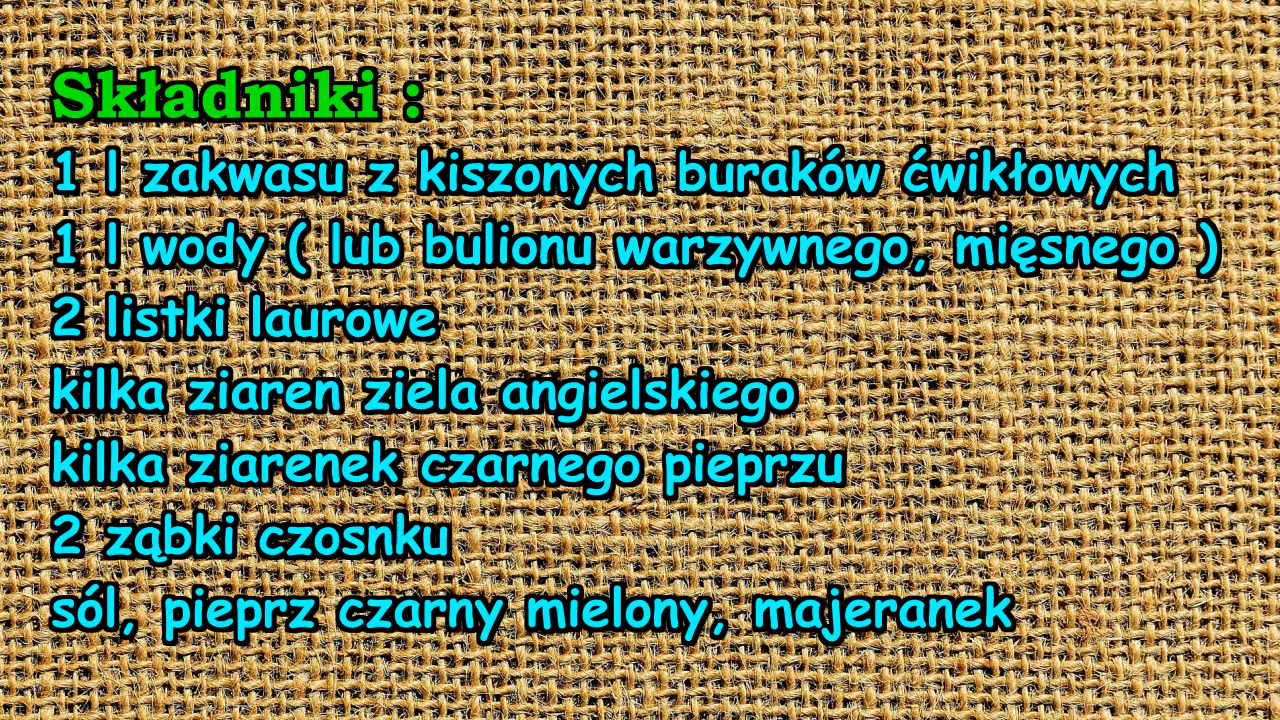 Składniki :
1 l zakwasu z kiszonych buraków ćwikłowych
1 l wody ( lub bulionu warzywnego, mięsnego )
2 listki laurowe
kilka ziaren ziela angielskiego
kilka ziarenek czarnego pieprzu
2 ząbki czosnku
sól, pieprz czarny mielony, majeranek